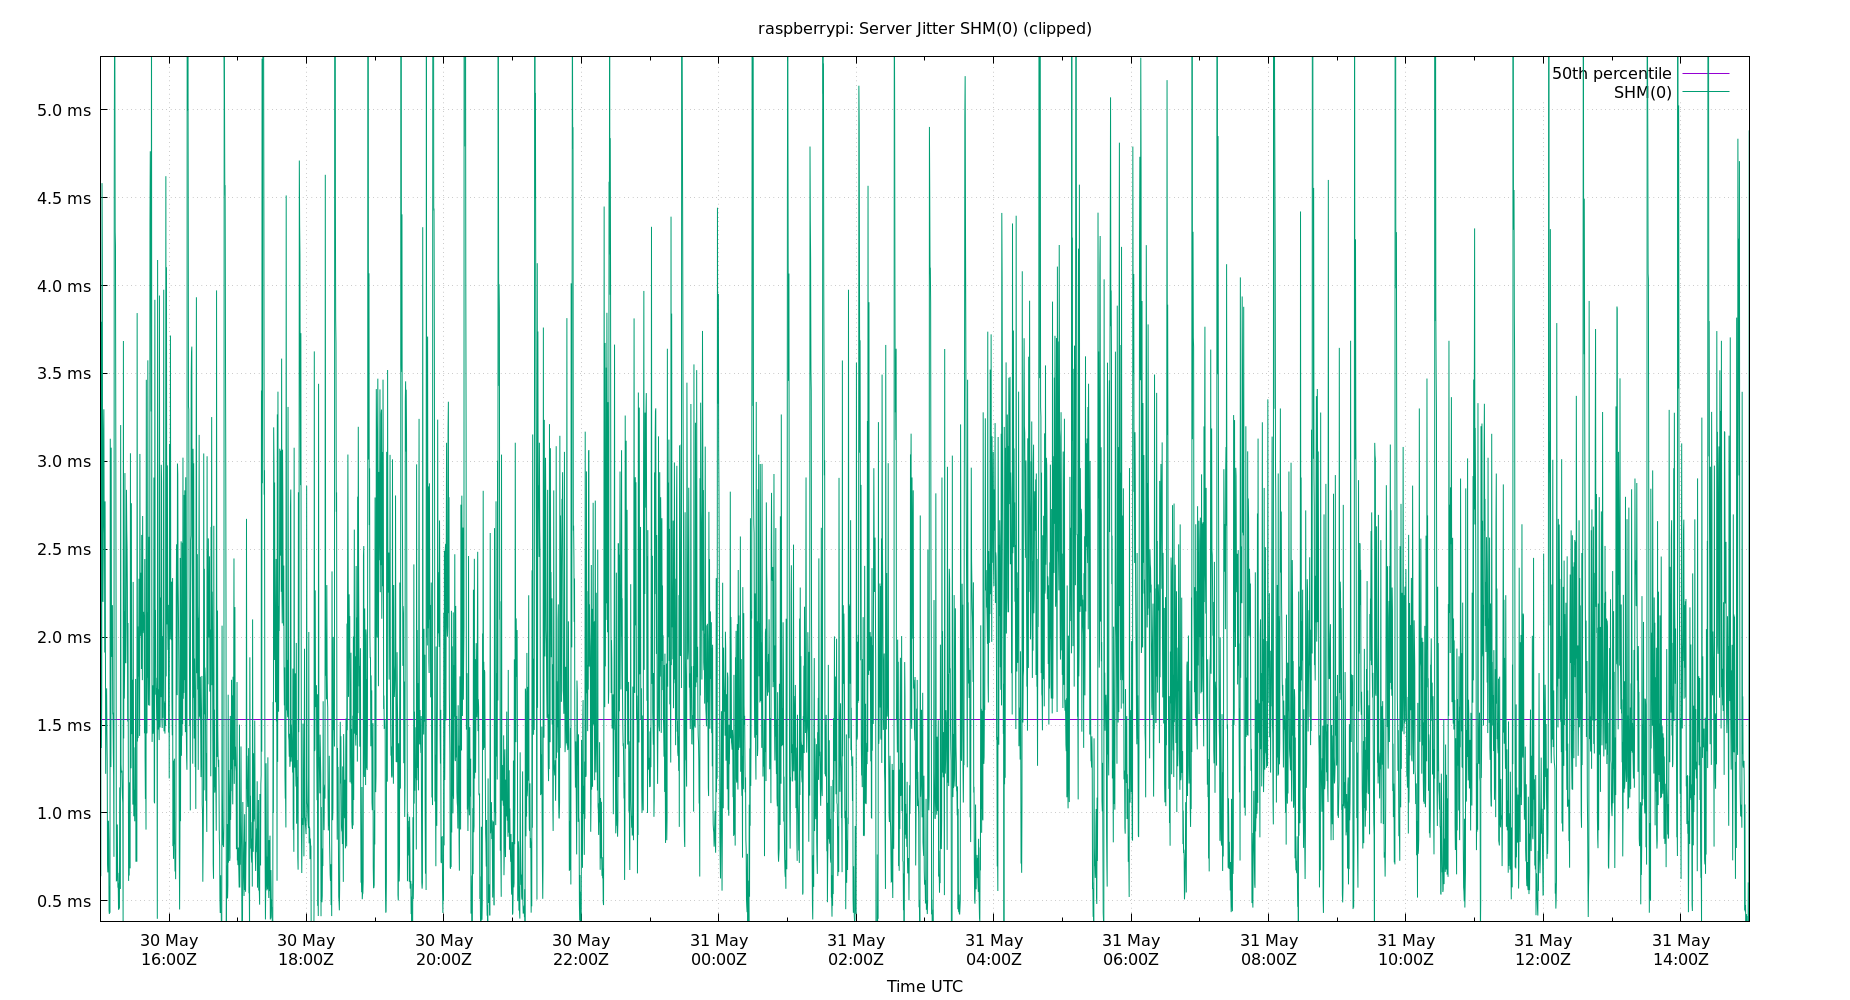 raspberrypi: Server Jitter SHM(0) (clipped)
50th percentile
SHM(0)
5.0 ms
4.5 ms
4.0 ms
3.5 ms
3.0 ms
2.5 ms
2.0 ms
1.5 ms
1.0 ms
0.5 ms
30 May 30 May 30 May 30 May 31 May 31 May 31 May 31 May 31 May 31 May 31 May 31 May
16:00Z 18:00Z 20:00Z 22:00Z 00:00Z 02:00Z 04:00Z 06:00Z 08:00Z 10:00Z 12:00Z 14:00Z
Time UTC